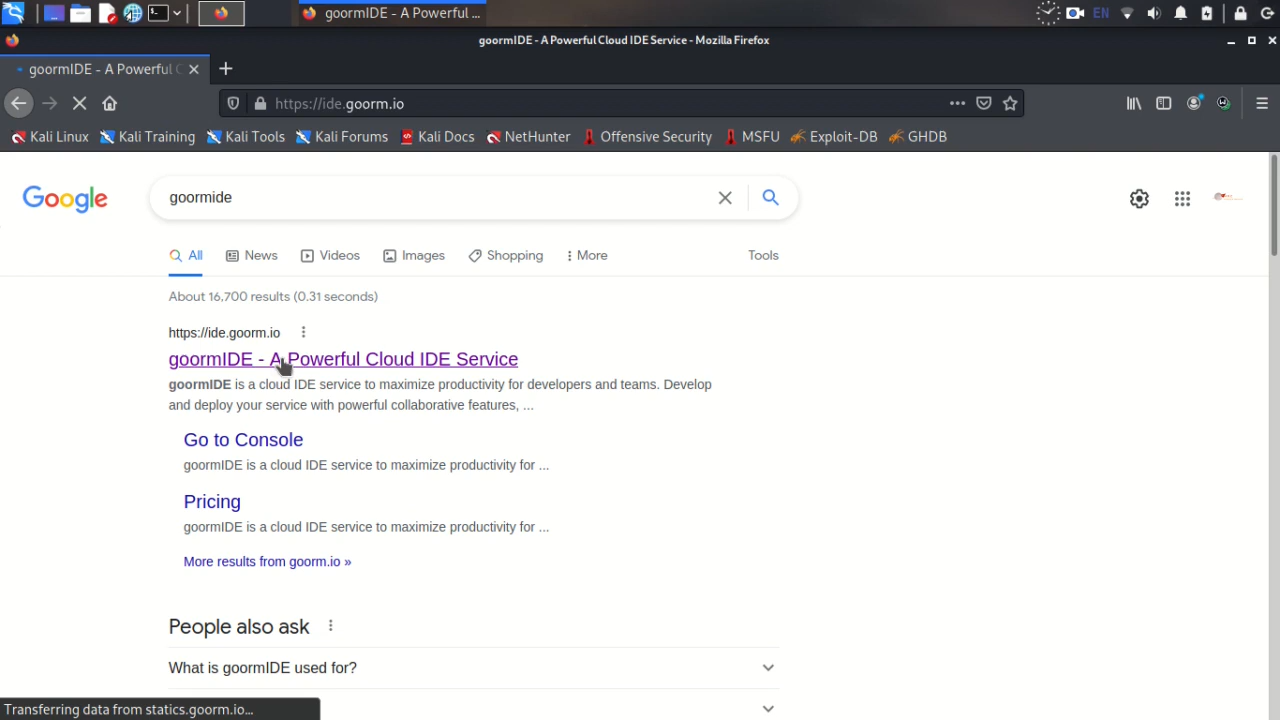 goormIDE - A Powerful ...
EN
goormIDE - A Powerful Cloud IDE Service - Mozilla Firefox
goormIDE - A Powerful C
https://ide.goorm.io
Kali Linux
Kali Training
Kali Tools
Kali Forums
Kali Docs
NetHunter
Offensive Security
MSFU
Exploit-DB
GHDB
Google
goormide
All
News
Videos
Images
Shopping
More
Tools
About 16,700 results (0.31 seconds)
https://ide.goorm.io
goormIDE - A Powerful Cloud IDE Service
goormIDE is a cloud IDE service to maximize productivity for developers and teams. Develop
and deploy your service with powerful collaborative features, ...
Go to Console
goormIDE is a cloud IDE service to maximize productivity for ...
Pricing
goormIDE is a cloud IDE service to maximize productivity for ...
More results from goorm.io »
People also ask
What is goormIDE used for?
Transferring data from statics.goorm.io...